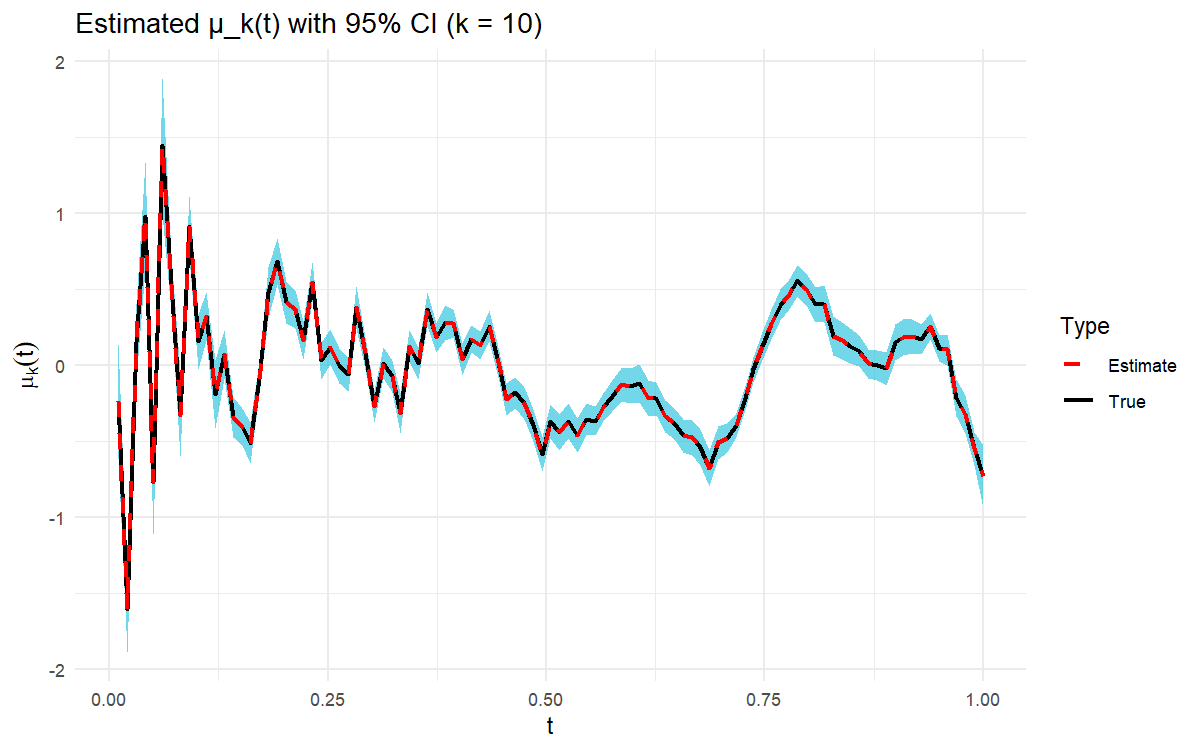 Estimated µ_k(t) with 95% CI (k = 10)
2
1
0
-1
-2
μk(t)
0.00 0.25 0.50 0.75 1.00
t
Type
Estimate
True